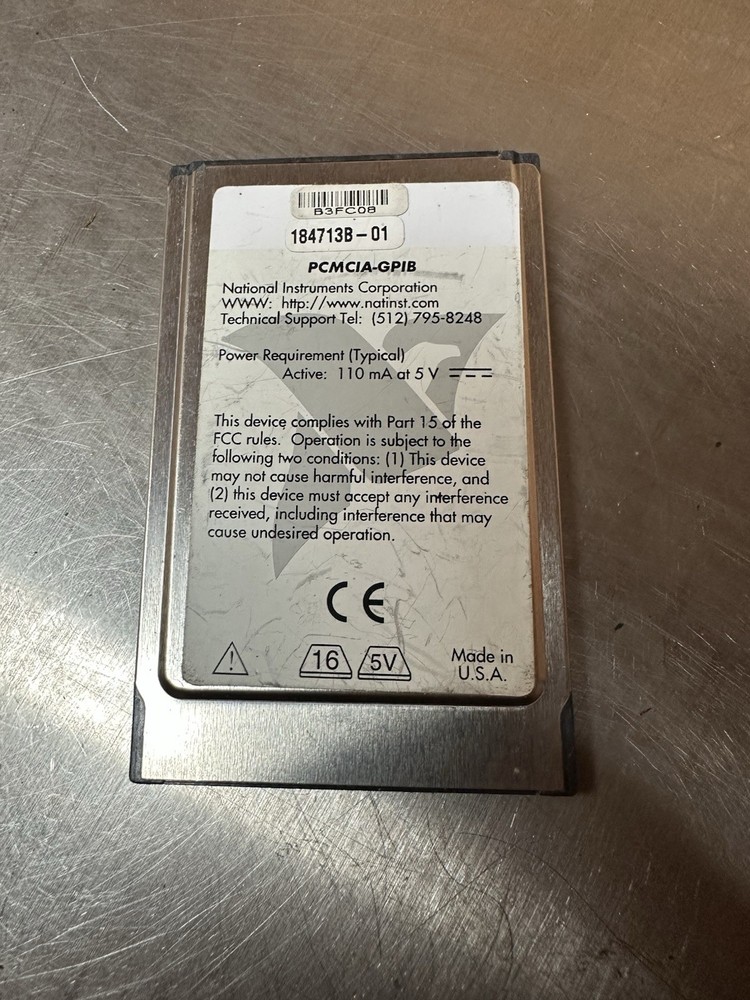 B3FC08
184713B-01
PCMCIA-GPIB
National Instruments Corporation
WWW: http://www.natinst.com
Technical Support Tel: (512) 795-8248
Power Requirement (Typical)
Active: 110 mA at 5 V
This device complies with Part 15 of the
FCC rules. Operation is subject to the
following two conditions: (1) This device
may not cause harmful interference, and
(2) this device must accept any interference
received, including interference that may
cause undesired operation.
CE
16 5V Made in
U.S.A.